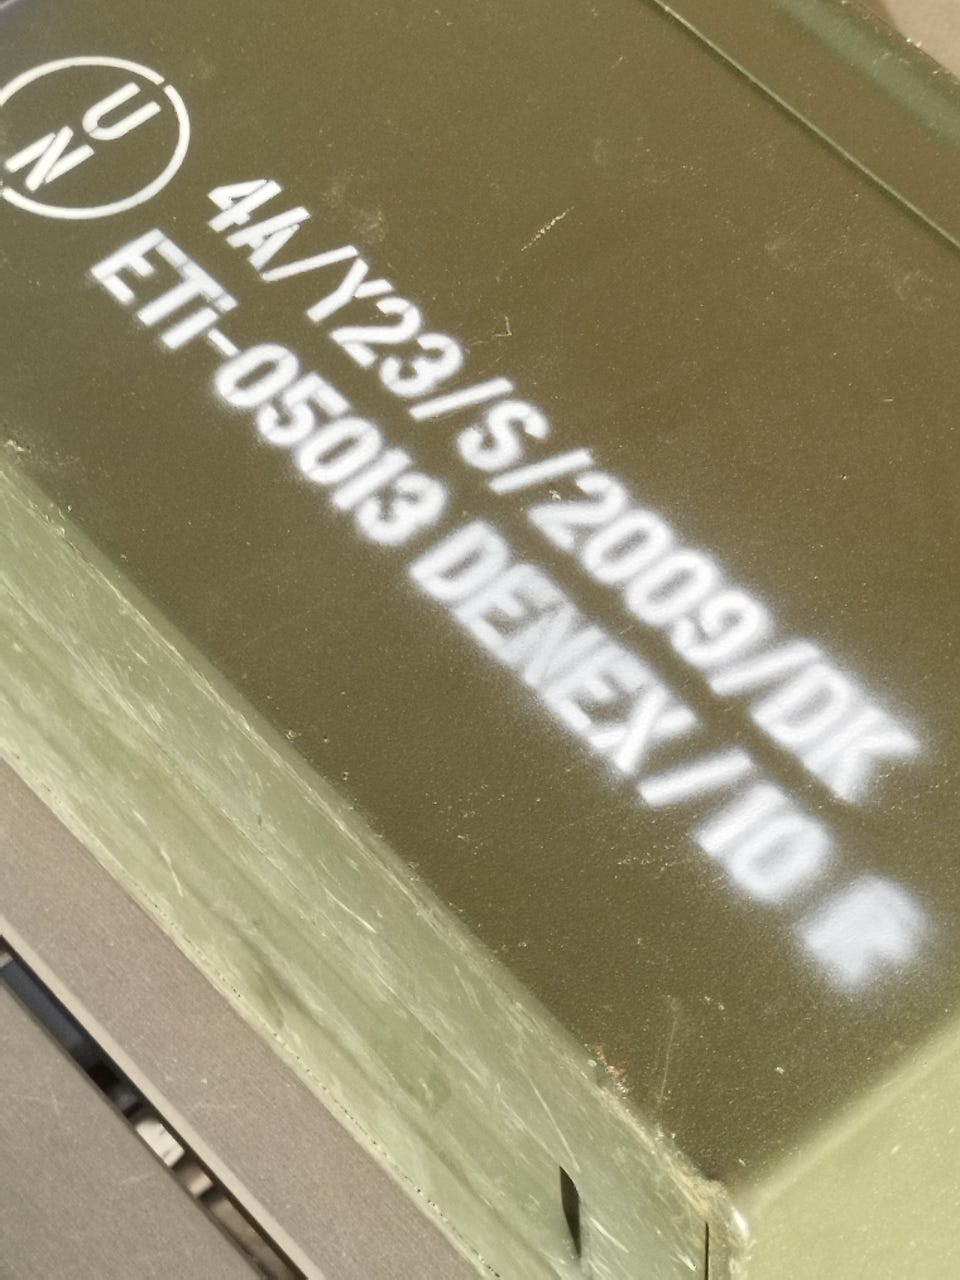 UN
4A/Y23/S/2009/DK
ETi-05013 DENEX/10 R